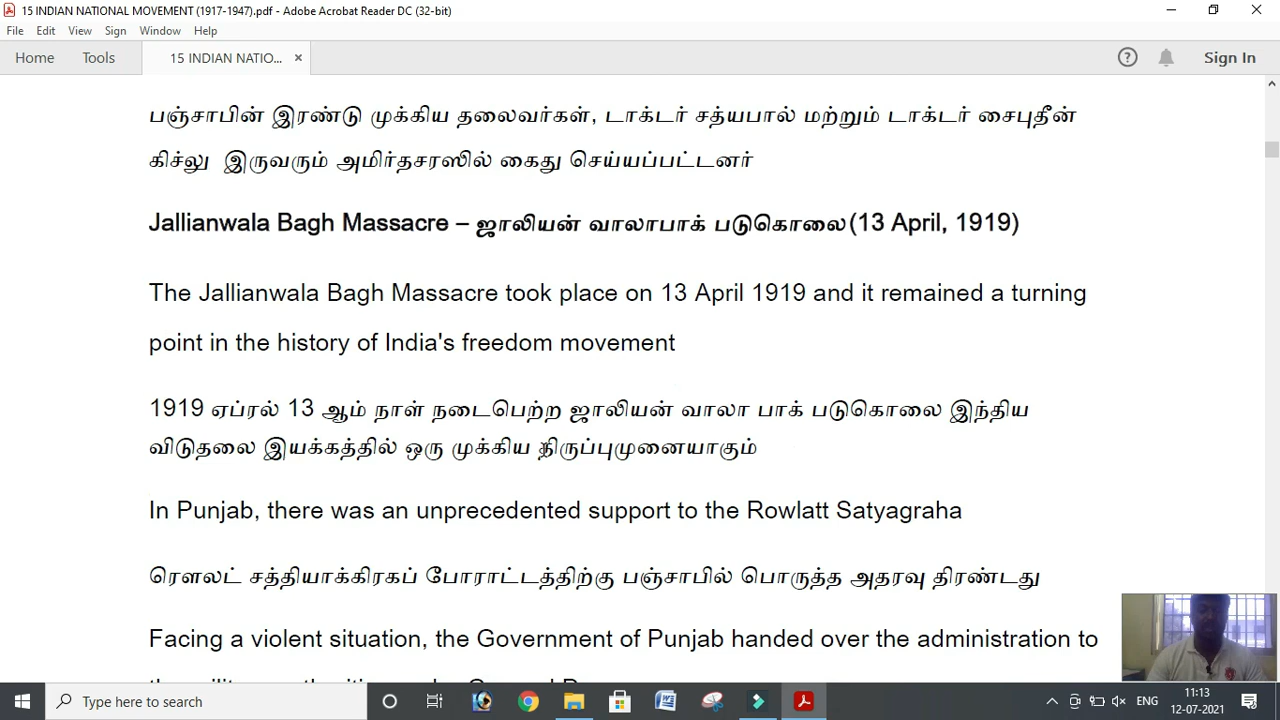 15 INDIAN NATIONAL MOVEMENT (1917-1947).pdf - Adobe Acrobat Reader DC (32-bit)
File Edit View Sign Window Help
Home Tools 15 INDIAN NATIO... × Sign In
பஞ்சாபின் இரண்டு முக்கிய தலைவர்கள், டாக்டர் சத்யபால் மற்றும் டாக்டர் சைபுதீன்
கிச்லு இருவரும் அமிர்தசரஸில் கைது செய்யப்பட்டனர்
Jallianwala Bagh Massacre – ஜாலியன் வாலாபாக் படுகொலை(13 April, 1919)
The Jallianwala Bagh Massacre took place on 13 April 1919 and it remained a turning
point in the history of India's freedom movement
1919 ஏப்ரல் 13 ஆம் நாள் நடைபெற்ற ஜாலியன் வாலா பாக் படுகொலை இந்திய
விடுதலை இயக்கத்தில் ஒரு முக்கிய திருப்புமுனையாகும்
In Punjab, there was an unprecedented support to the Rowlatt Satyagraha
ரௌலட் சத்தியாக்கிரகப் போராட்டத்திற்கு பஞ்சாபில் பொருத்த அதரவு திரண்டது
Facing a violent situation, the Government of Punjab handed over the administration to
Type here to search
ENG
11:13
12-07-2021